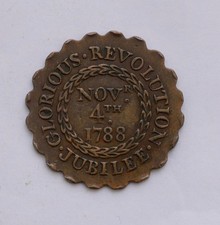 GLORIOUS · REVOLUTION · JUBILEE ·
NOV.R
4.TH
1788